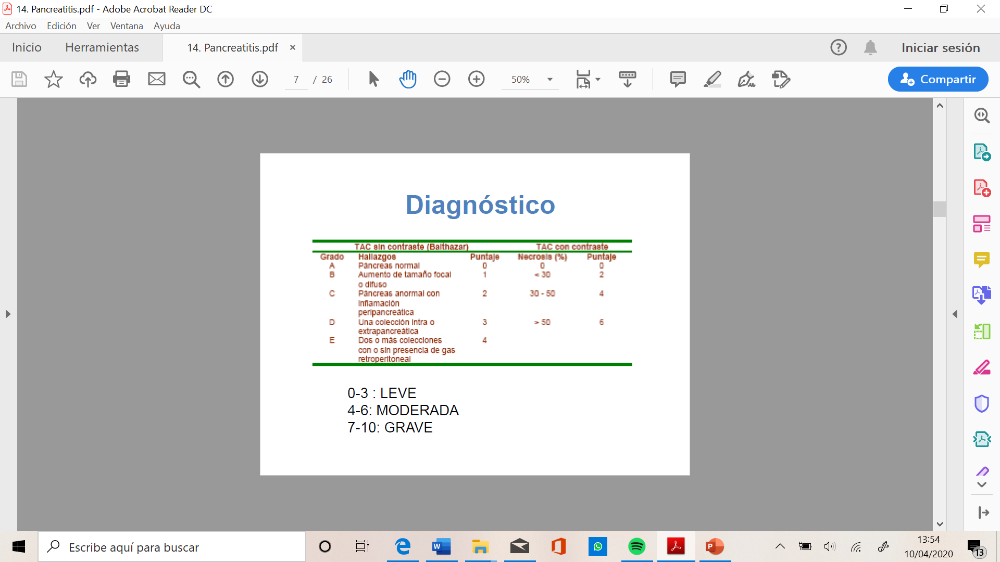 14. Pancreatitis.pdf - Adobe Acrobat Reader DC
Archivo Edición Ver Ventana Ayuda
Inicio Herramientas 14. Pancreatitis.pdf × Iniciar sesión
7 / 26 50% Compartir
Diagnóstico
TAC sin contraste (Balthazar) TAC con contraste
Grado Hallazgos Puntaje Necrosis (%) Puntaje
A Páncreas normal 0 0 0
B Aumento de tamaño focal 1 < 30 2
o difuso
C Páncreas anormal con 2 30 - 50 4
inflamación
peripancreática
D Una colección intra o 3 > 50 6
extrapancreática
E Dos o más colecciones 4
con o sin presencia de gas
retroperitoneal
0-3 : LEVE
4-6: MODERADA
7-10: GRAVE
Escribe aquí para buscar
13:54
10/04/2020
13